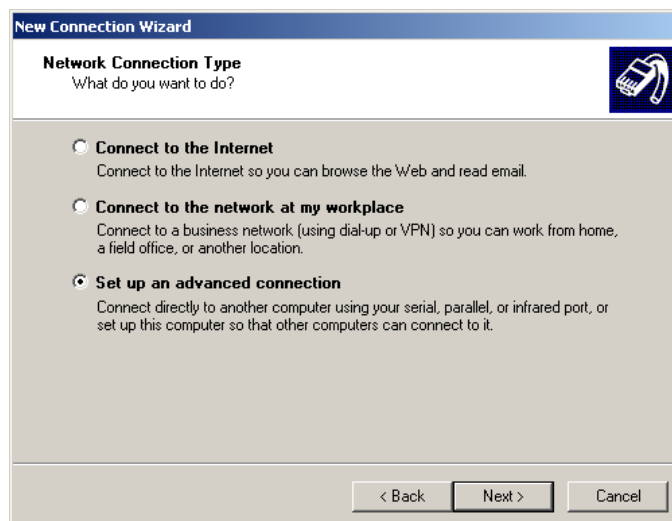 New Connection Wizard
Network Connection Type
What do you want to do?
Connect to the Internet
Connect to the Internet so you can browse the Web and read email.
Connect to the network at my workplace
Connect to a business network (using dial-up or VPN) so you can work from home,
a field office, or another location.
Set up an advanced connection
Connect directly to another computer using your serial, parallel, or infrared port, or
set up this computer so that other computers can connect to it.
< Back
Next >
Cancel